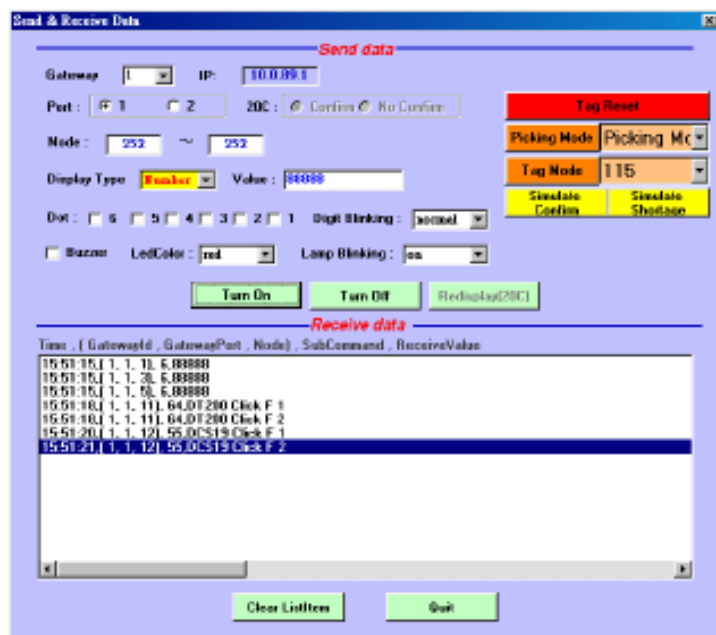 Send & Receive Data
Send data
Gateway 1 IP: 10.0.89.1
Port : 1 2 20C : Confirm No Confirm
Tag Reset
Node : 252 ~ 252
Picking Mode Picking Mo
Display Type Number Value : 88888
Tag Mode 115
Simulate Confirm Simulate Shortage
Dot : 6 5 4 3 2 1 Digit Blinking : normal
Buzzer LedColor : red Lamp Blinking : on
Turn On Turn Off Redisplay(20C)
Receive data
Time , ( GatewayId , GatewayPort , Node) , SubCommand , ReceiveValue
15:51:15,( 1, 1, 1), 6,88888
15:51:15,( 1, 1, 3), 6,88888
15:51:15,( 1, 1, 5), 6,88888
15:51:18,( 1, 1, 11), 64,DT200 Click F 1
15:51:18,( 1, 1, 11), 64,DT200 Click F 2
15:51:20,( 1, 1, 12), 55,DCS19 Click F 1
15:51:21,( 1, 1, 12), 55,DCS19 Click F 2
Clear ListItem Quit